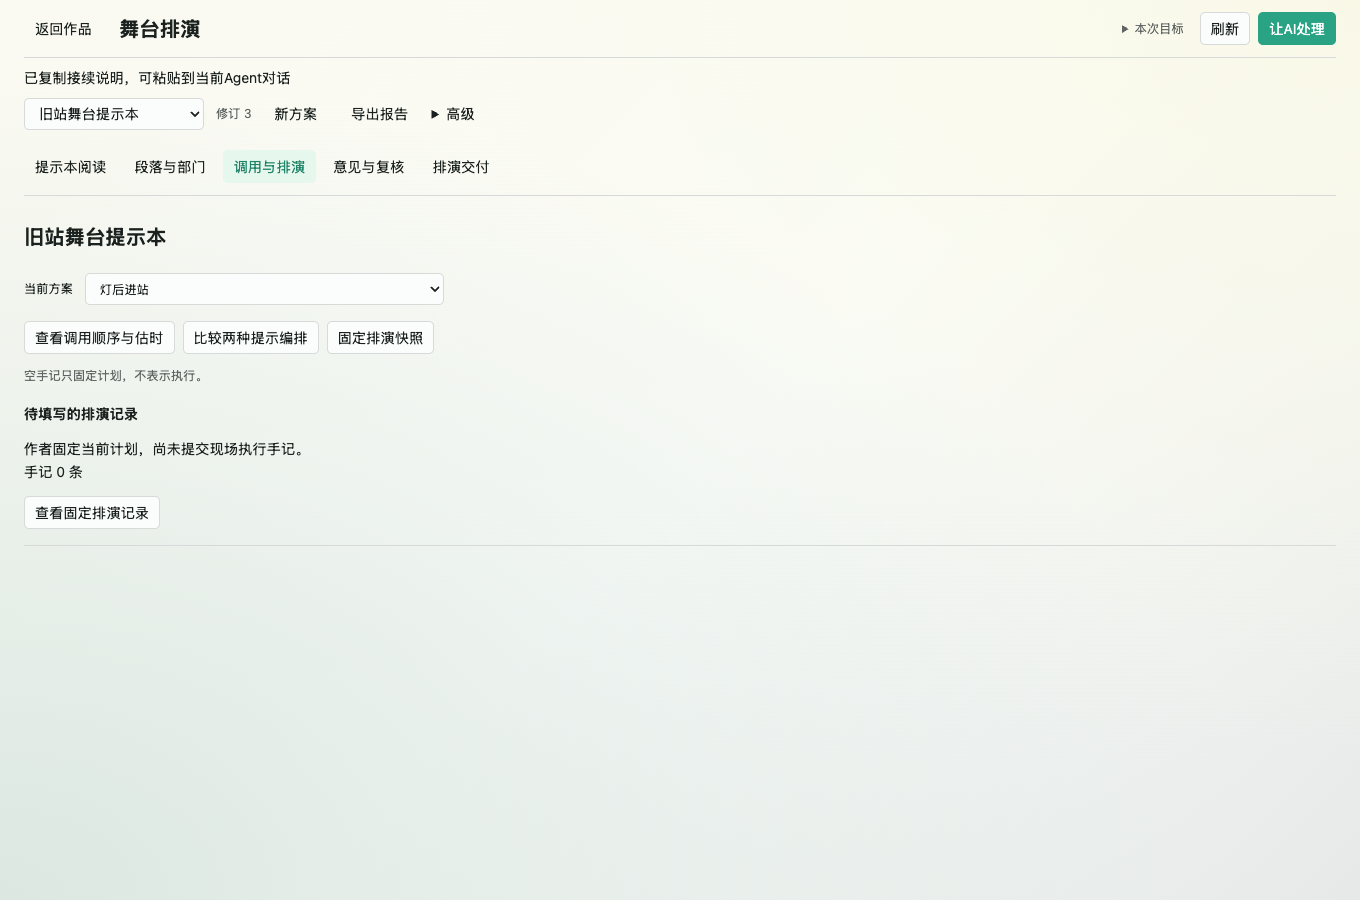 返回作品 舞台排演 ▶ 本次目标 刷新 让AI处理
已复制接续说明，可粘贴到当前Agent对话
旧站舞台提示本 修订 3 新方案 导出报告 ▶ 高级
提示本阅读 段落与部门 调用与排演 意见与复核 排演交付
旧站舞台提示本
当前方案 灯后进站
查看调用顺序与估时 比较两种提示编排 固定排演快照
空手记只固定计划，不表示执行。
待填写的排演记录
作者固定当前计划，尚未提交现场执行手记。
手记 0 条
查看固定排演记录